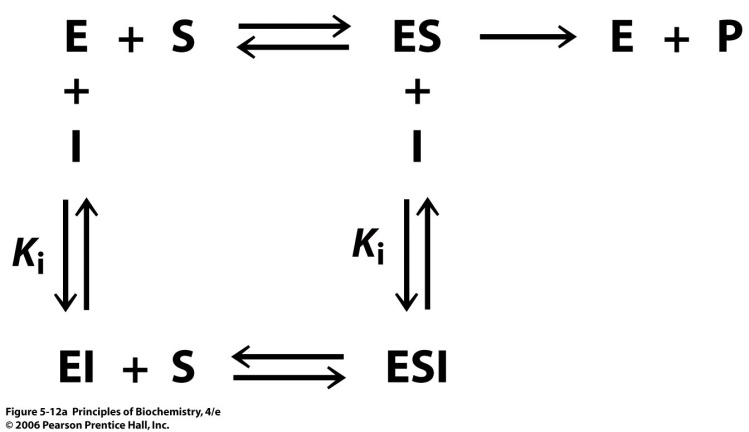 E + S ⇌ ES → E + P
+ +
I I
Ki Ki
EI + S ⇌ ESI
Figure 5-12a Principles of Biochemistry, 4/e
© 2006 Pearson Prentice Hall, Inc.